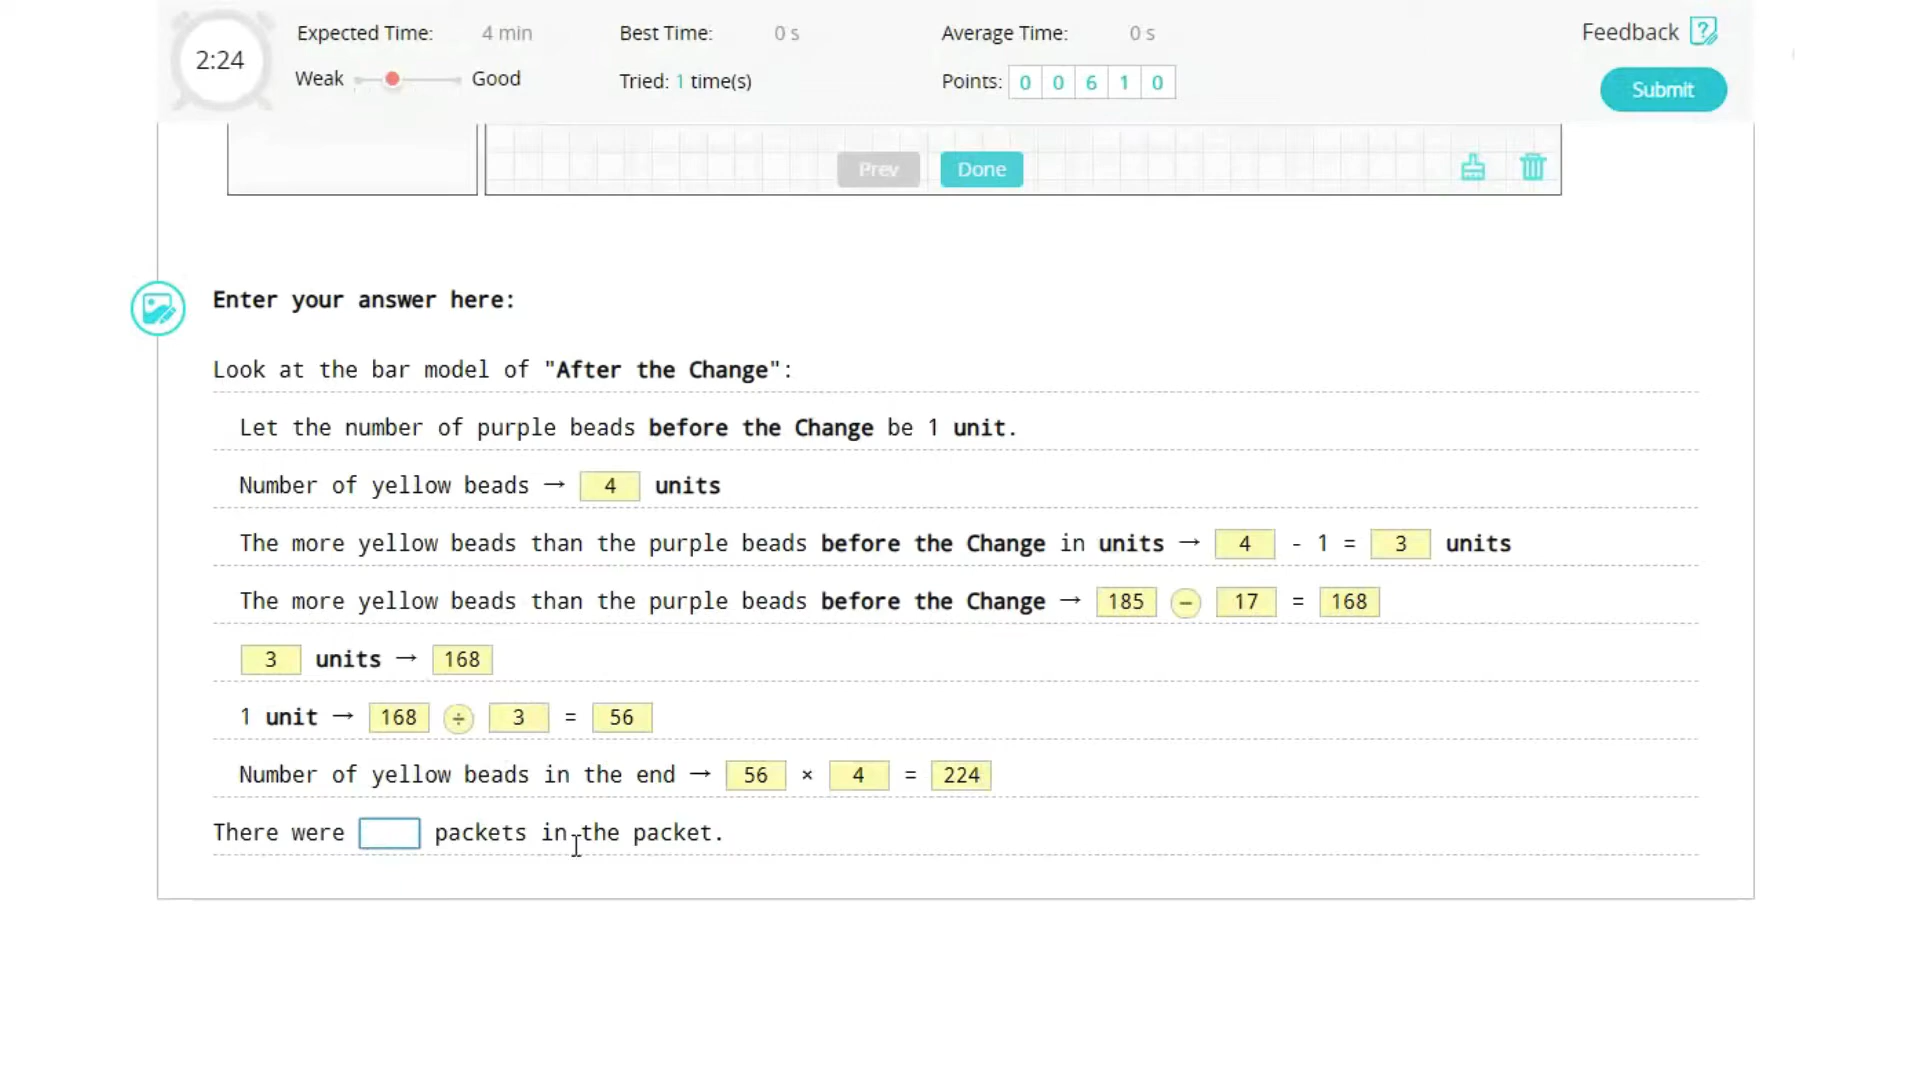 2:24
Expected Time: 4 min
Best Time: 0 s
Average Time: 0 s
Feedback
Weak Good
Tried: 1 time(s)
Points: 0 0 6 1 0
Submit
Prev
Done
Enter your answer here:
Look at the bar model of "After the Change":
Let the number of purple beads before the Change be 1 unit.
Number of yellow beads → 4 units
The more yellow beads than the purple beads before the Change in units → 4 - 1 = 3 units
The more yellow beads than the purple beads before the Change → 185 − 17 = 168
3 units → 168
1 unit → 168 ÷ 3 = 56
Number of yellow beads in the end → 56 × 4 = 224
There were packets in the packet.